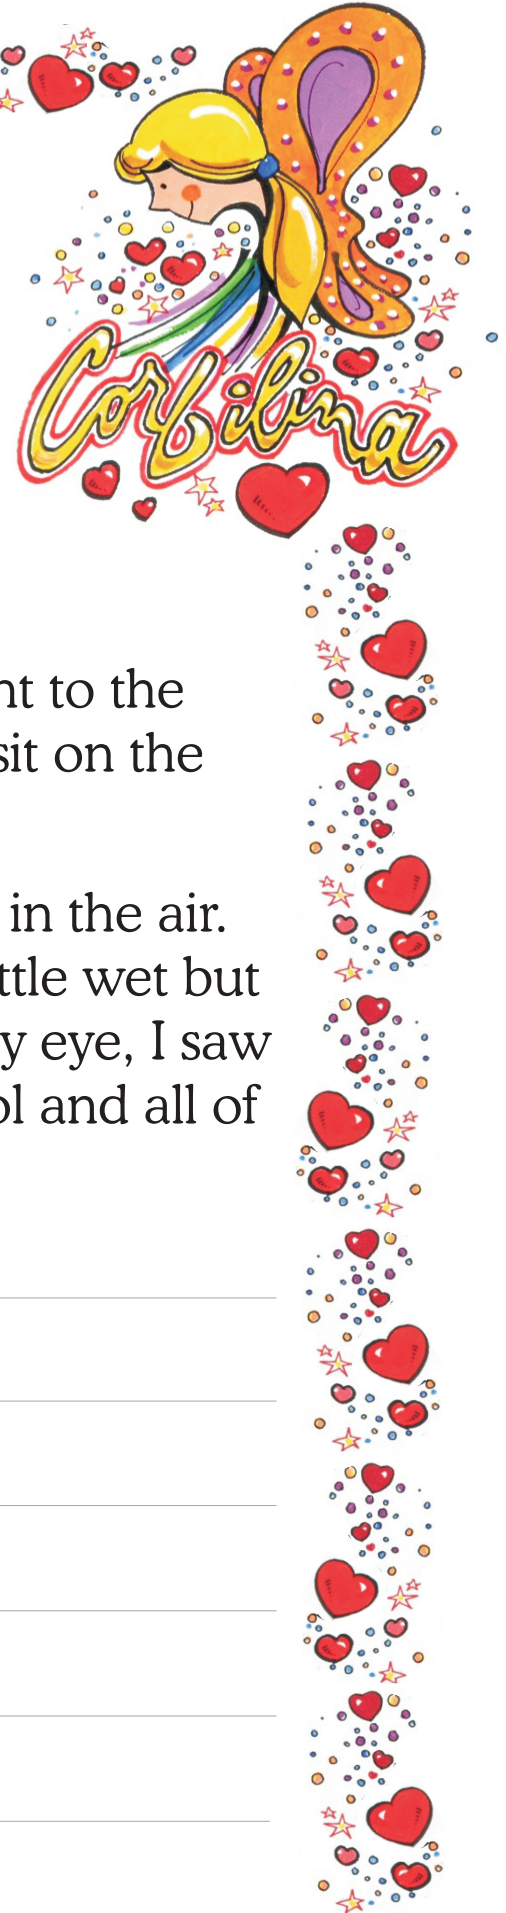 Corbilina
nt to the
sit on the
in the air.
ttle wet but
y eye, I saw
ol and all of